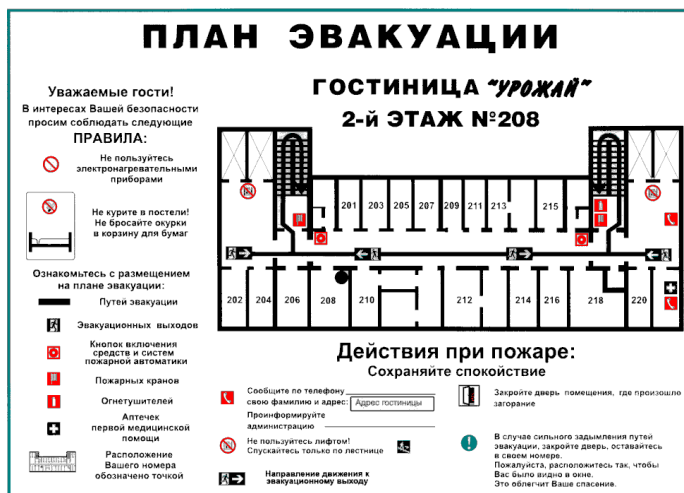 ПЛАН ЭВАКУАЦИИ
ГОСТИНИЦА "УРОЖАЙ"
2-й ЭТАЖ №208
Уважаемые гости!
В интересах Вашей безопасности
просим соблюдать следующие
ПРАВИЛА:
Не пользуйтесь
электронагревательными
приборами
Не курите в постели!
Не бросайте окурки
в корзину для бумаг
Ознакомьтесь с размещением
на плане эвакуации:
Путей эвакуации
Эвакуационных выходов
Кнопок включения
средств и систем
пожарной автоматики
Пожарных кранов
Огнетушителей
Аптечек
первой медицинской
помощи
Расположение
Вашего номера
обозначено точкой
201 203 205 207 209 211 213 215
202 204 206 208 210 212 214 216 218 220
Действия при пожаре:
Сохраняйте спокойствие
Сообщите по телефону
свою фамилию и адрес: Адрес гостиницы
Проинформируйте
администрацию
Не пользуйтесь лифтом!
Спускайтесь только по лестнице
Направление движения к
эвакуационному выходу
Закройте дверь помещения, где произошло
загорание
В случае сильного задымления путей
эвакуации, закройте дверь, оставайтесь
в своем номере.
Пожалуйста, расположитесь так, чтобы
Вас было видно в окне.
Это облегчит Ваше спасение.